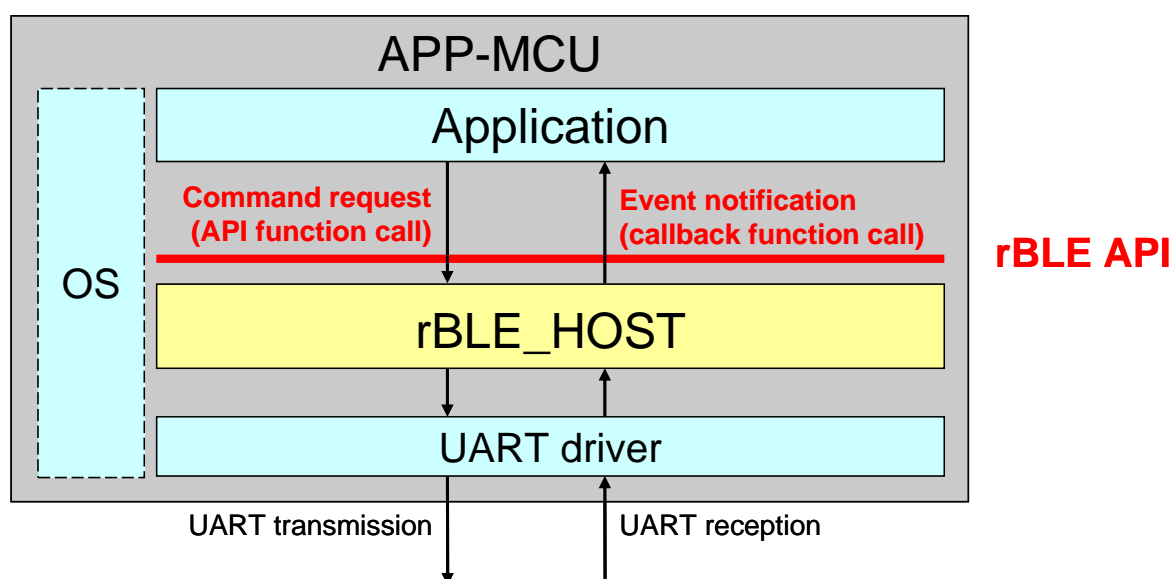 APP-MCU
Application
Command request
(API function call)
Event notification
(callback function call)
rBLE API
OS
rBLE_HOST
UART driver
UART transmission
UART reception